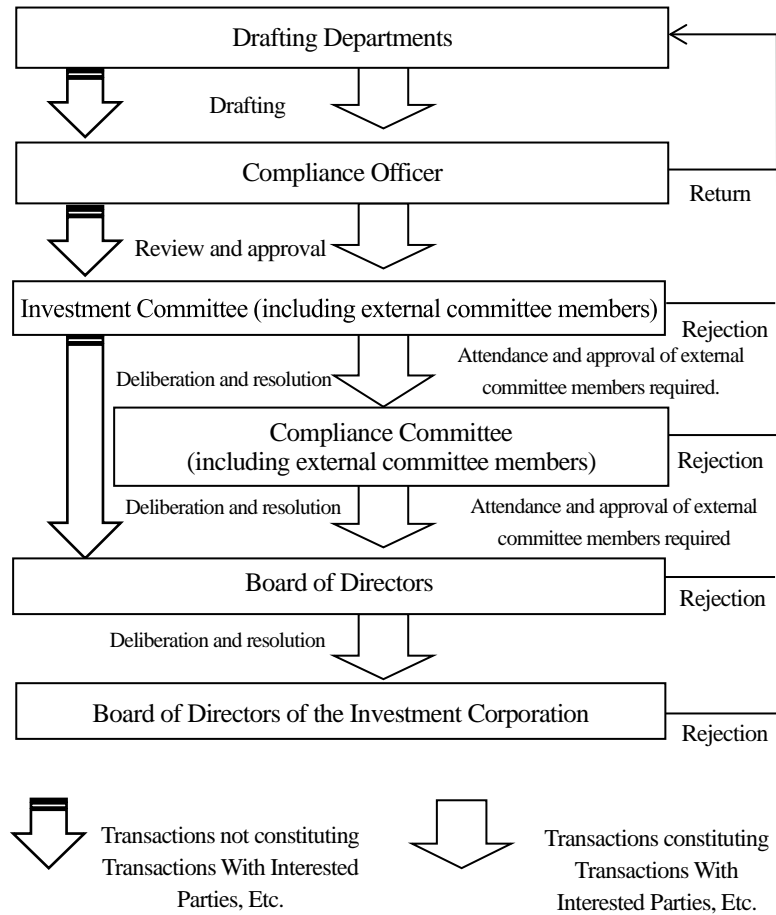 Drafting Departments
Drafting
Compliance Officer
Return
Review and approval
Investment Committee (including external committee members)
Rejection
Deliberation and resolution
Attendance and approval of external
committee members required.
Compliance Committee
(including external committee members)
Rejection
Deliberation and resolution
Attendance and approval of external
committee members required
Board of Directors
Rejection
Deliberation and resolution
Board of Directors of the Investment Corporation
Rejection
Transactions not constituting
Transactions With Interested
Parties, Etc.
Transactions constituting
Transactions With
Interested Parties, Etc.